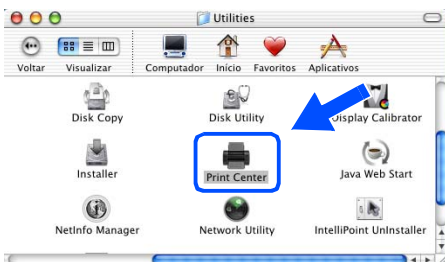 Utilities
Voltar
Visualizar
Computador
Início
Favoritos
Aplicativos
Disk Copy
Disk Utility
Display Calibrator
Installer
Print Center
Java Web Start
NetInfo Manager
Network Utility
IntelliPoint UnInstaller